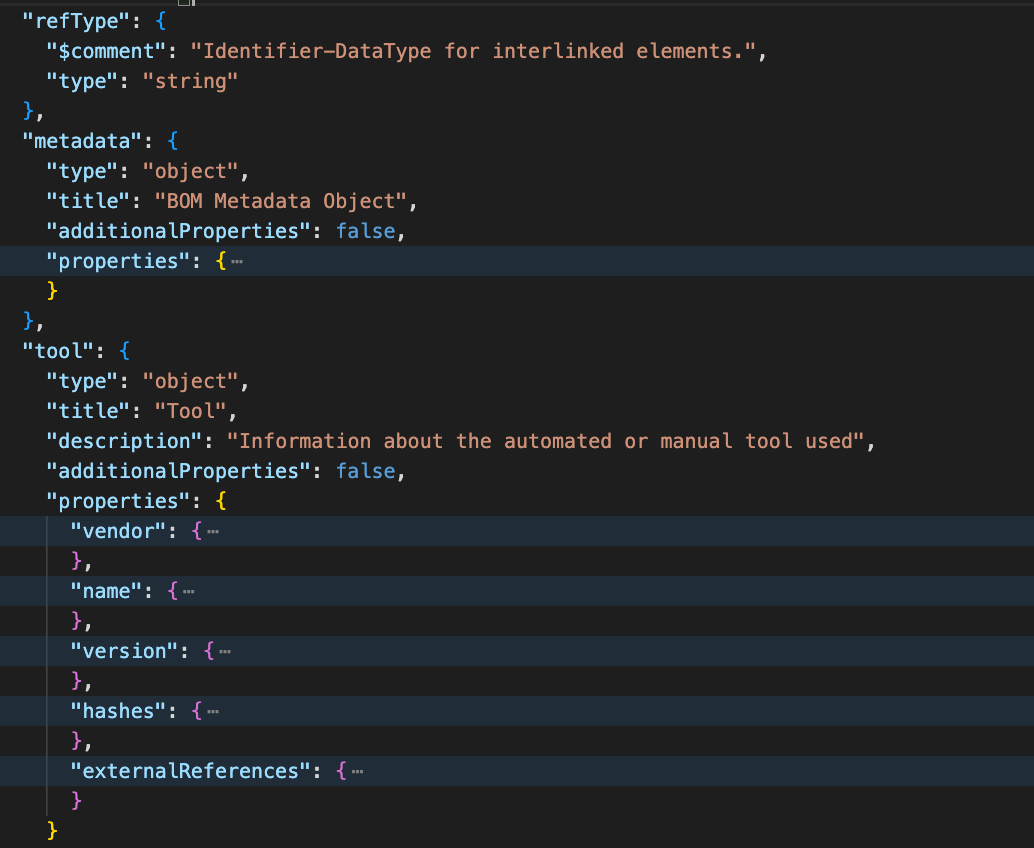 "refType": {
"$comment": "Identifier-DataType for interlinked elements.",
"type": "string"
},
"metadata": {
"type": "object",
"title": "BOM Metadata Object",
"additionalProperties": false,
"properties": {⋯
}
},
"tool": {
"type": "object",
"title": "Tool",
"description": "Information about the automated or manual tool used",
"additionalProperties": false,
"properties": {
"vendor": {⋯
},
"name": {⋯
},
"version": {⋯
},
"hashes": {⋯
},
"externalReferences": {⋯
}
}